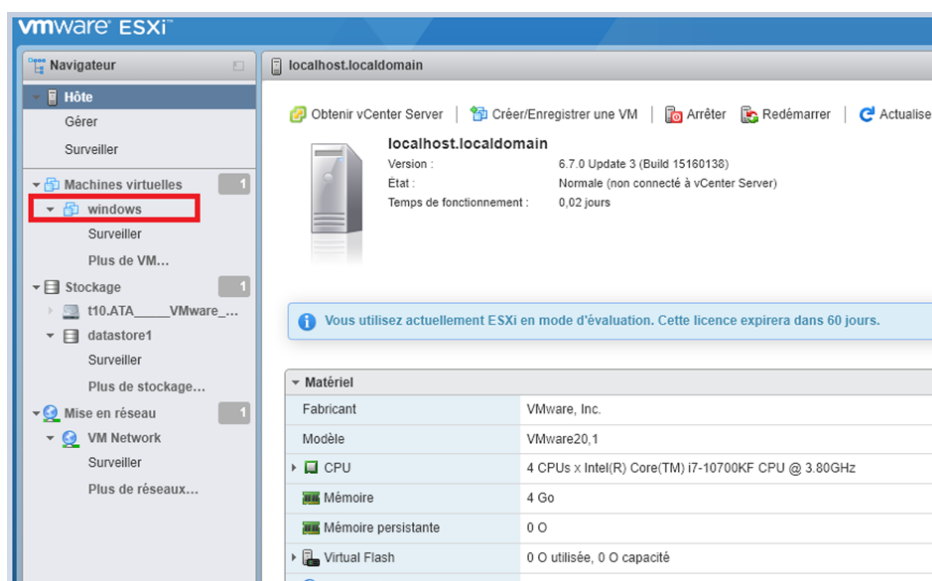 vmware ESXi™
Navigateur
localhost.localdomain
Hôte
Gérer
Surveiller
Obtenir vCenter Server
Créer/Enregistrer une VM
Arrêter
Redémarrer
Actualise
localhost.localdomain
Version : 6.7.0 Update 3 (Build 15160138)
État : Normale (non connecté à vCenter Server)
Temps de fonctionnement : 0,02 jours
Machines virtuelles 1
windows
Surveiller
Plus de VM...
Stockage 1
t10.ATA_____VMware_...
datastore1
Surveiller
Plus de stockage...
Mise en réseau 1
VM Network
Surveiller
Plus de réseaux...
Vous utilisez actuellement ESXi en mode d'évaluation. Cette licence expirera dans 60 jours.
Matériel
Fabricant VMware, Inc.
Modèle VMware20,1
CPU 4 CPUs x Intel(R) Core(TM) i7-10700KF CPU @ 3.80GHz
Mémoire 4 Go
Mémoire persistante 0 O
Virtual Flash 0 O utilisée, 0 O capacité